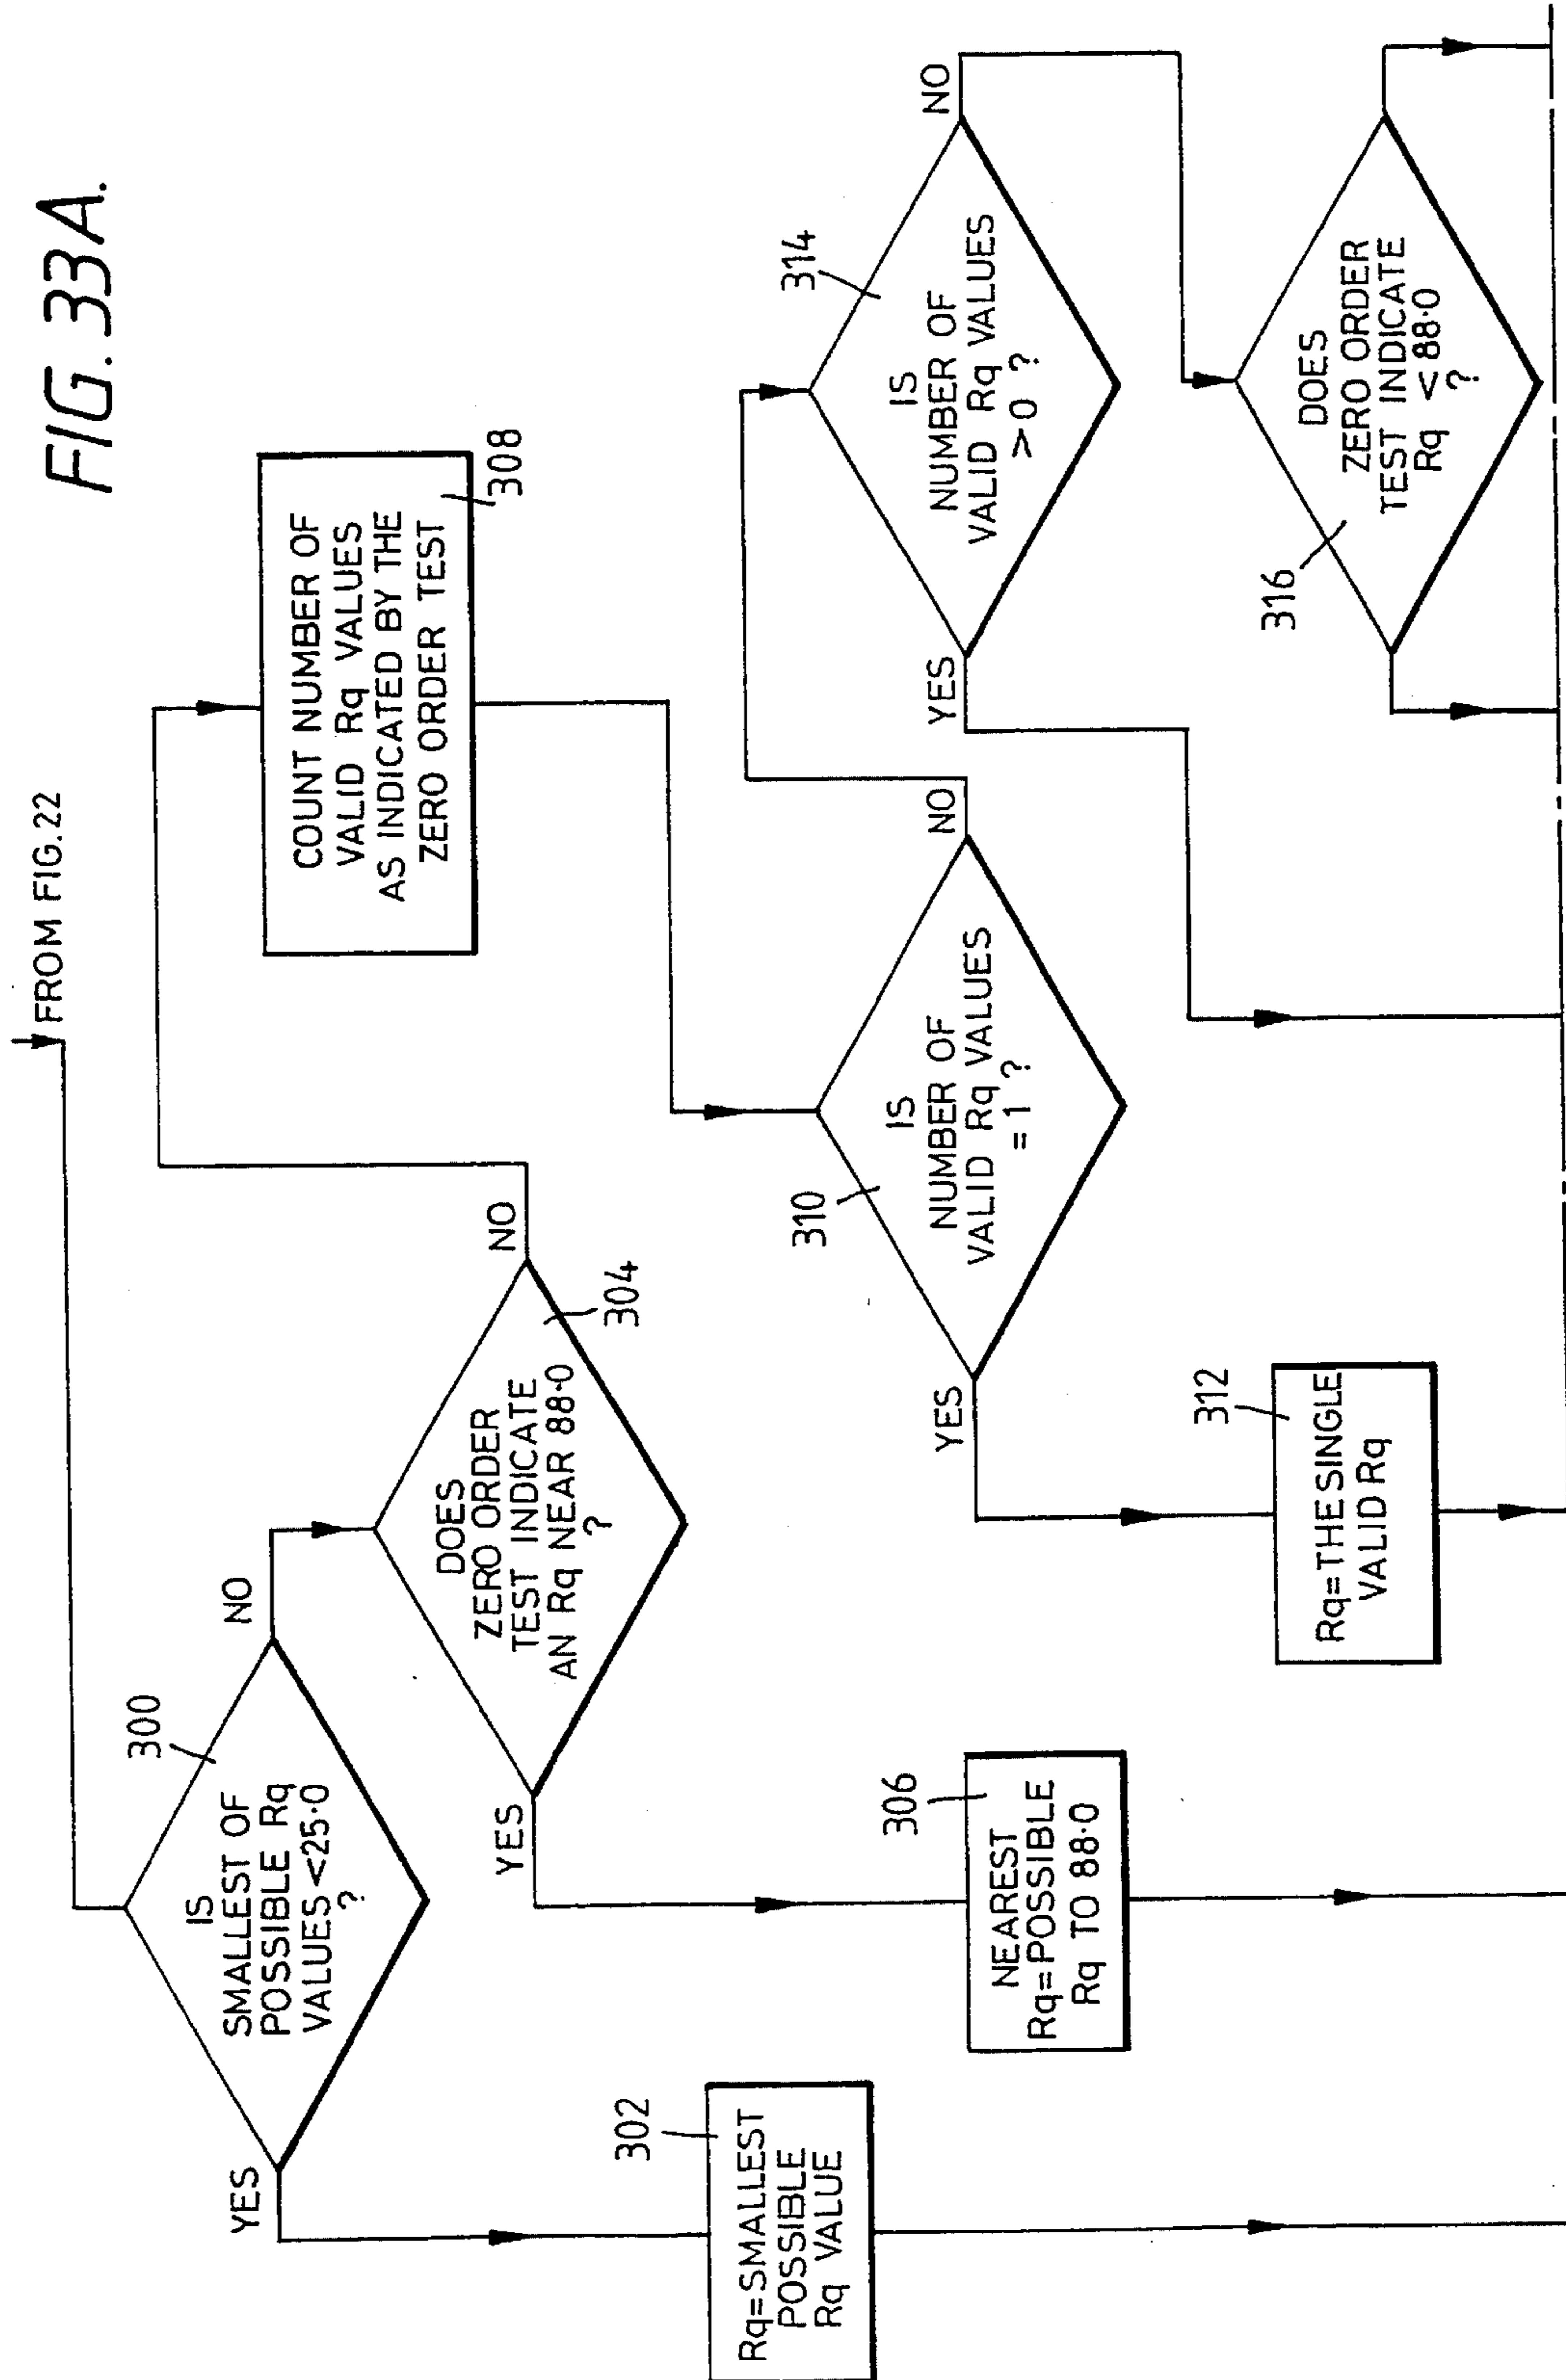 FIG. 33A.
FROM FIG. 22
300
IS
SMALLEST OF
POSSIBLE Rq
VALUES <25·0
?
YES
NO
302
Rq=SMALLEST
POSSIBLE
Rq VALUE
304
DOES
ZERO ORDER
TEST INDICATE
AN Rq NEAR 88·0
?
YES
NO
306
NEAREST
Rq=POSSIBLE
Rq TO 88·0
308
COUNT NUMBER OF
VALID Rq VALUES
AS INDICATED BY THE
ZERO ORDER TEST
310
IS
NUMBER OF
VALID Rq VALUES
= 1 ?
YES
NO
312
Rq=THE SINGLE
VALID Rq
314
IS
NUMBER OF
VALID Rq VALUES
> 0 ?
YES
NO
316
DOES
ZERO ORDER
TEST INDICATE
Rq < 88·0
?